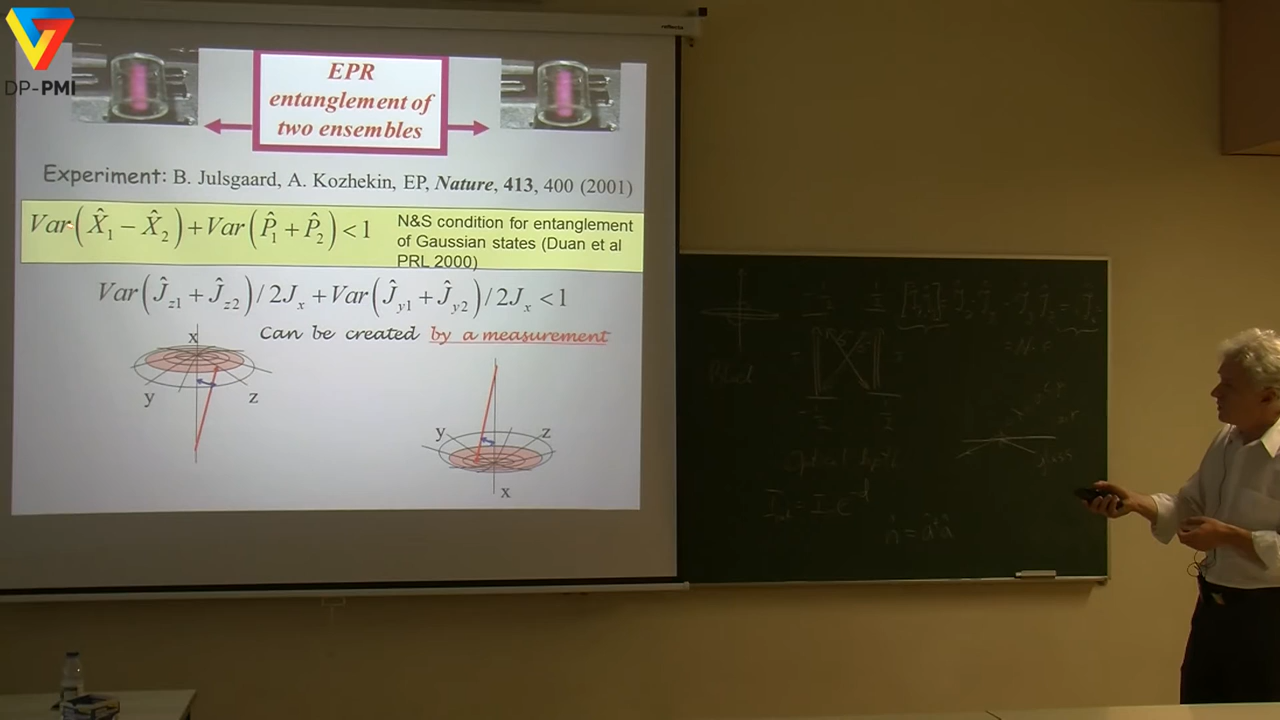 DP-PMI
EPR
entanglement of
two ensembles
Experiment: B. Julsgaard, A. Kozhekin, EP, Nature, 413, 400 (2001)
Var(X̂₁ − X̂₂) + Var(P̂₁ + P̂₂) < 1
N&S condition for entanglement
of Gaussian states (Duan et al
PRL 2000)
Var(Ĵz1 + Ĵz2) / 2Jx + Var(Ĵy1 + Ĵy2) / 2Jx < 1
Can be created by a measurement
x
y
z
y
z
x
n̂ = â⁺â